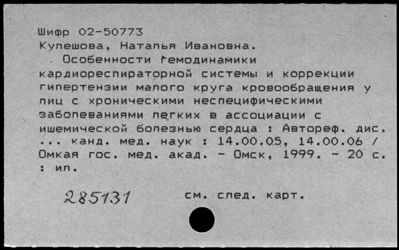 Шифр 02-50773
Кулешова, Наталья Ивановна.
. Особенности гемодинамики
кардиореспираторной системы и коррекции
гипертензии малого круга кровообращения у
лиц с хроническими неспецифическими
заболеваниями легких в ассоциации с
ишемической болезнью сердца : Автореф. дис.
... канд. мед. наук : 14.00.05, 14.00.06 /
Омкая гос. мед. акад. - Омск, 1999. - 20 с.
: ил.
285131 см. след. карт.